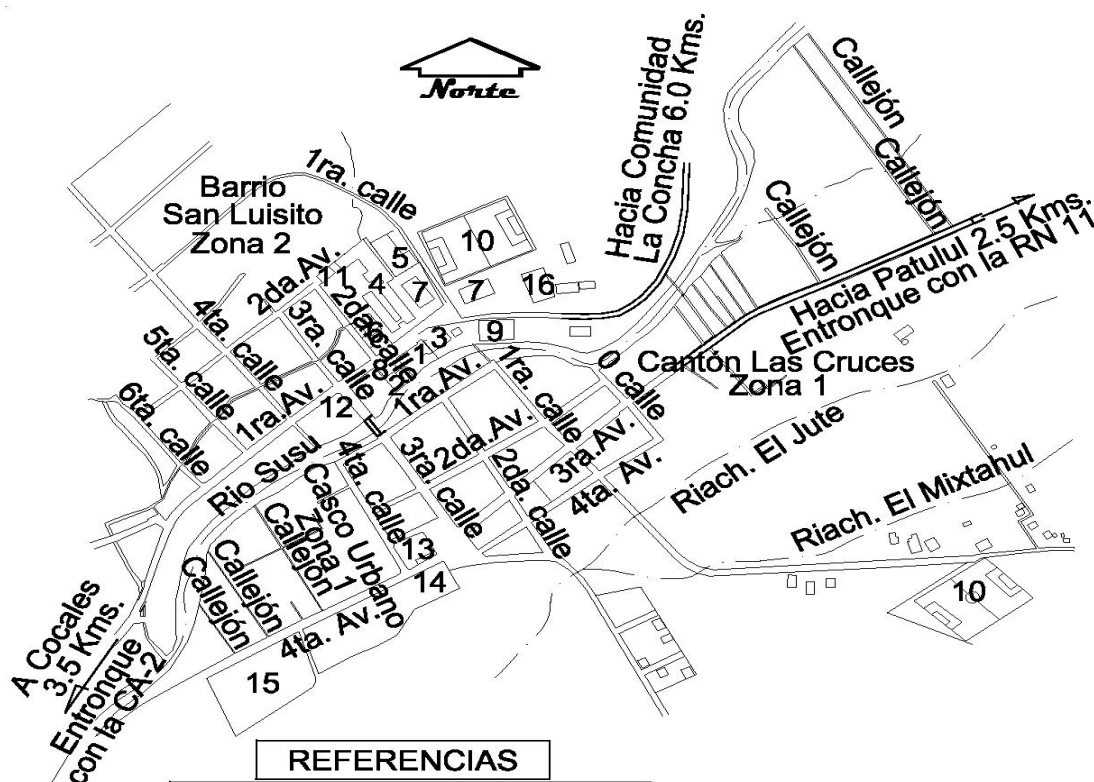 Norte
Hacia Comunidad
La Concha 6.0 Kms.
Callejón
Callejón
Callejón
Hacia Patulul 2.5 Kms.
Entronque con la RN 11
1ra. calle
Barrio
San Luisito
Zona 2
10
5
11
4
7
7
16
2da. Av.
2da. calle
6
3ra. calle
4ta. calle
5ta. calle
6ta. calle
1ra. Av.
3
1
9
8
2
12
1ra. Av.
1ra. calle
0 calle
Cantón Las Cruces
Zona 1
Rio Susu
4ta. calle
3ra. calle
2da. Av.
2da. calle
3ra. Av.
4ta. Av.
Riach. El Jute
Riach. El Mixtahul
Casco Urbano
Zona 1
Callejón
Callejón
Callejón
13
14
4ta. Av.
15
10
A Cocales
3.5 Kms.
Entronque
con la CA-2
REFERENCIAS